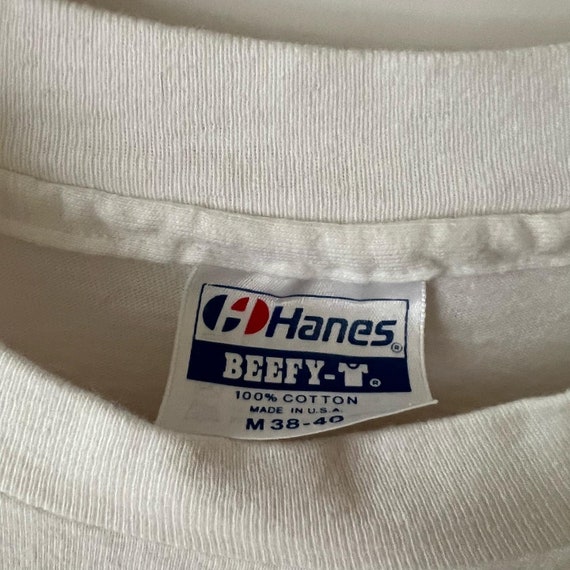 Hanes®
BEEFY-T®
100% COTTON
MADE IN U.S.A.
M 38-40